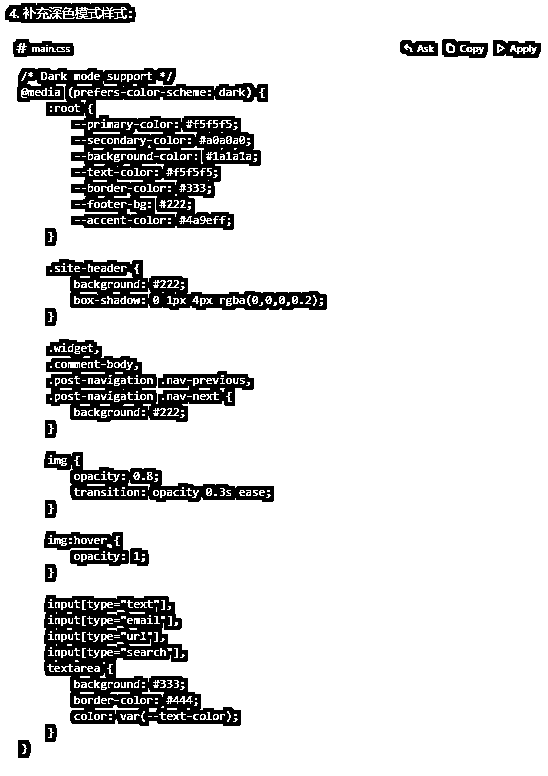 4. 补充深色模式样式:
# main.css
Ask Copy Apply
/* Dark mode support */
@media (prefers-color-scheme: dark) {
    :root {
        --primary-color: #f5f5f5;
        --secondary-color: #a0a0a0;
        --background-color: #1a1a1a;
        --text-color: #f5f5f5;
        --border-color: #333;
        --footer-bg: #222;
        --accent-color: #4a9eff;
    }
    .site-header {
        background: #222;
        box-shadow: 0 1px 4px rgba(0,0,0,0.2);
    }
    .widget,
    .comment-body,
    .post-navigation .nav-previous,
    .post-navigation .nav-next {
        background: #222;
    }
    img {
        opacity: 0.8;
        transition: opacity 0.3s ease;
    }
    img:hover {
        opacity: 1;
    }
    input[type="text"],
    input[type="email"],
    input[type="url"],
    input[type="search"],
    textarea {
        background: #333;
        border-color: #444;
        color: var(--text-color);
    }
}